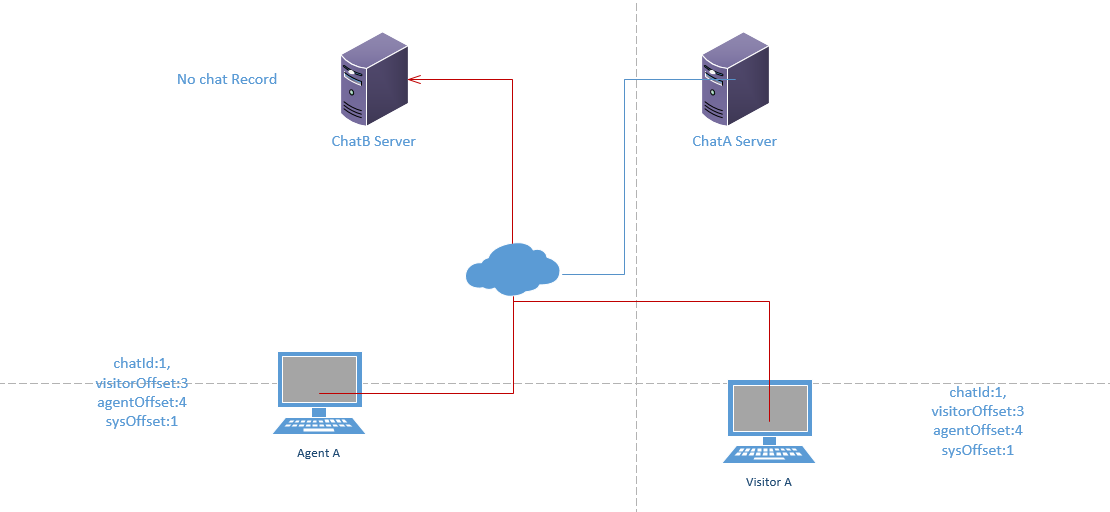 No chat Record
ChatB Server
ChatA Server
chatId:1,
visitorOffset:3
agentOffset:4
sysOffset:1
Agent A
chatId:1,
visitorOffset:3
agentOffset:4
sysOffset:1
Visitor A